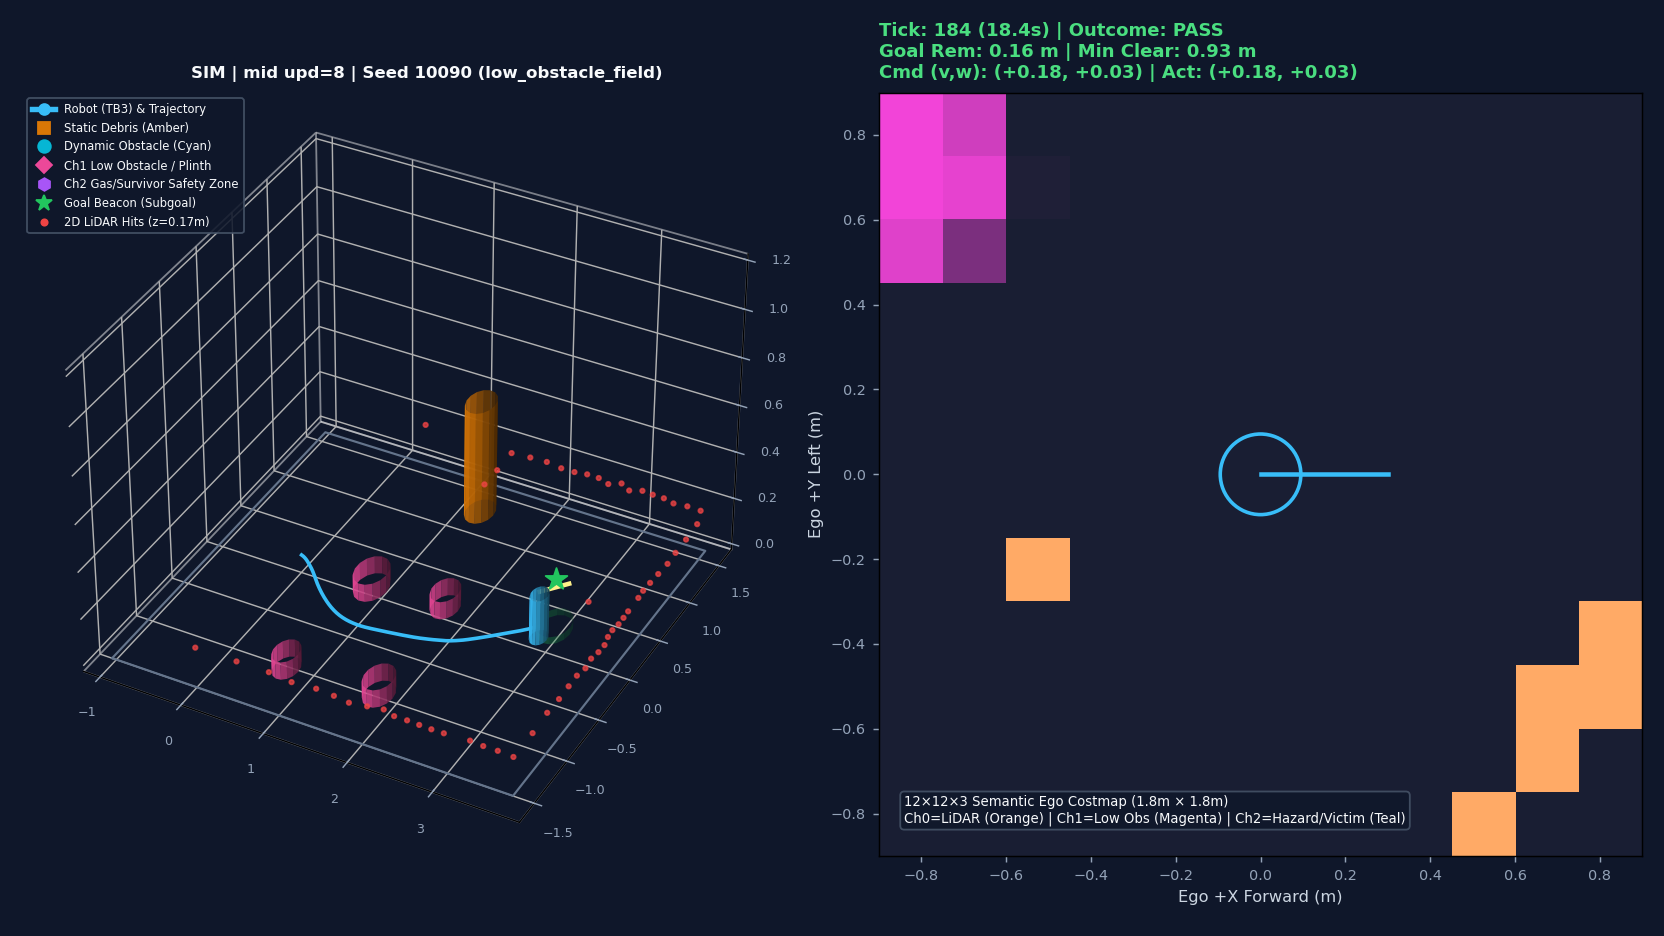 SIM | mid upd=8 | Seed 10090 (low_obstacle_field)
Robot (TB3) & Trajectory
Static Debris (Amber)
Dynamic Obstacle (Cyan)
Ch1 Low Obstacle / Plinth
Ch2 Gas/Survivor Safety Zone
Goal Beacon (Subgoal)
2D LiDAR Hits (z=0.17m)
1.2
1.0
0.8
0.6
0.4
0.2
0.0
1.5
1.0
0.5
0.0
−0.5
−1.0
−1.5
−1
0
1
2
3
Tick: 184 (18.4s) | Outcome: PASS
Goal Rem: 0.16 m | Min Clear: 0.93 m
Cmd (v,w): (+0.18, +0.03) | Act: (+0.18, +0.03)
Ego +Y Left (m)
0.8
0.6
0.4
0.2
0.0
−0.2
−0.4
−0.6
−0.8
12×12×3 Semantic Ego Costmap (1.8m × 1.8m)
Ch0=LiDAR (Orange) | Ch1=Low Obs (Magenta) | Ch2=Hazard/Victim (Teal)
−0.8 −0.6 −0.4 −0.2 0.0 0.2 0.4 0.6 0.8
Ego +X Forward (m)